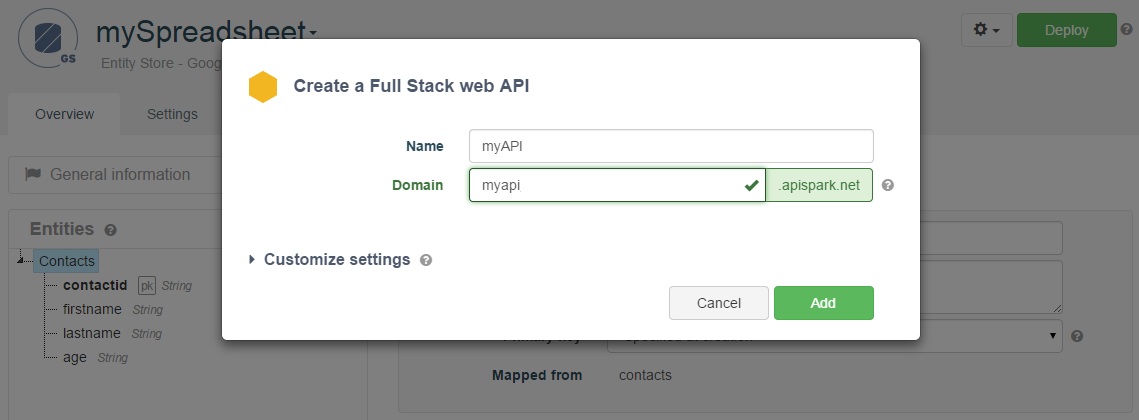 mySpreadsheet
GS
Entity Store - Goog
Deploy
Overview
Settings
General information
Entities
Contacts
contactid pk String
firstname String
lastname String
age String
Create a Full Stack web API
Name
myAPI
Domain
myapi
.apispark.net
Customize settings
Cancel
Add
Mapped from
contacts